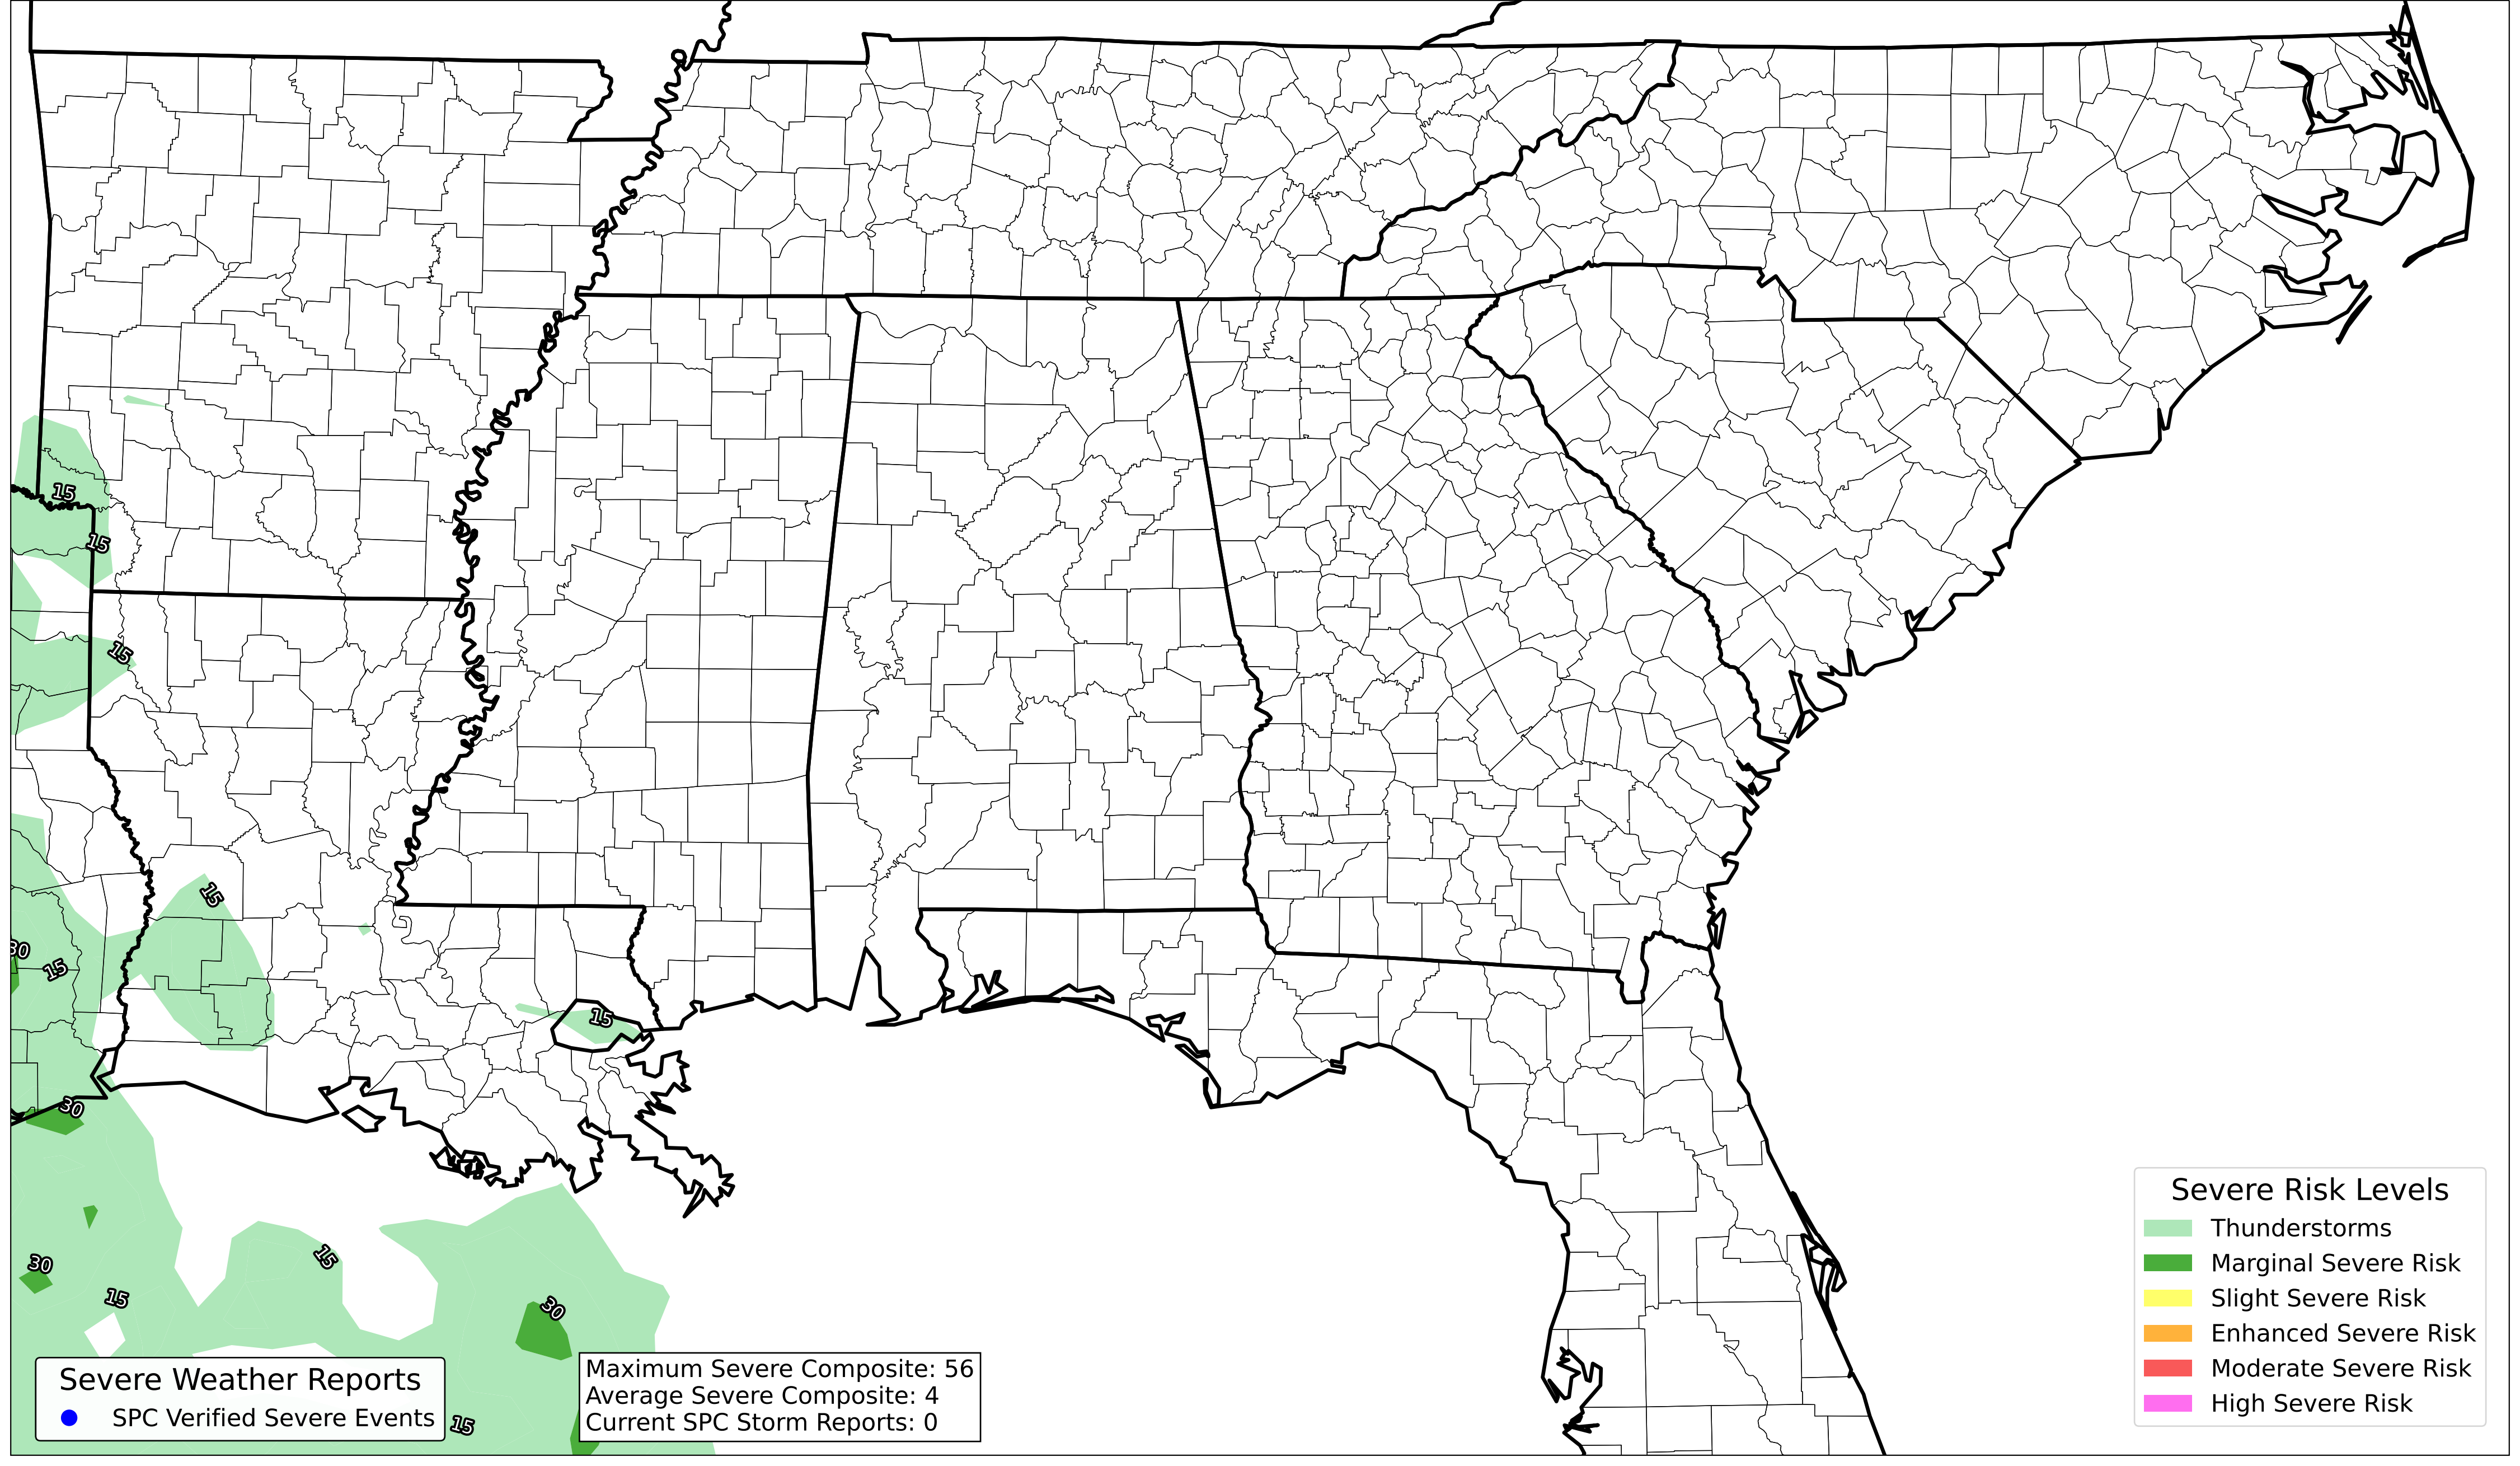 15
15
15
15
30
15
15
30
30
15
15
30
15
Severe Weather Reports
SPC Verified Severe Events
Maximum Severe Composite: 56
Average Severe Composite: 4
Current SPC Storm Reports: 0
Severe Risk Levels
Thunderstorms
Marginal Severe Risk
Slight Severe Risk
Enhanced Severe Risk
Moderate Severe Risk
High Severe Risk